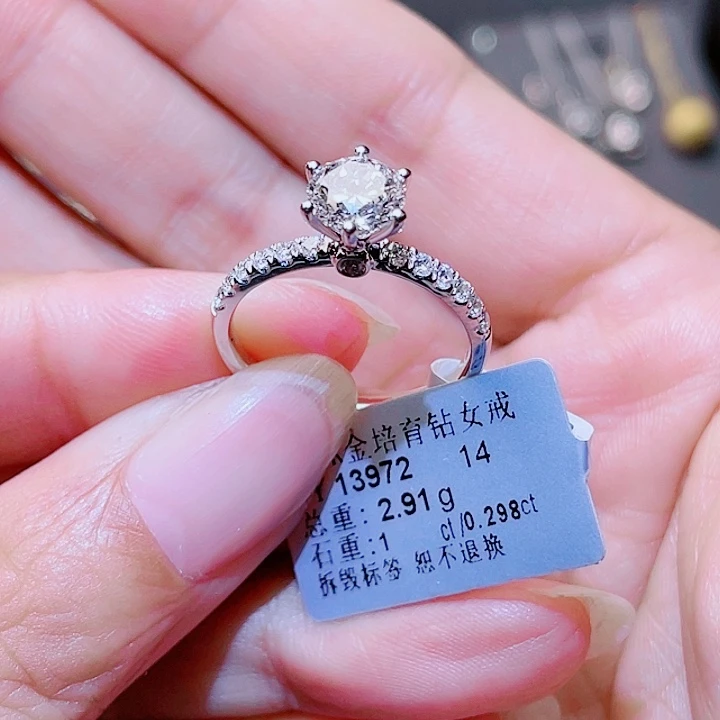 金培育钻女戒
13972 14
总重: 2.91 g
石重:1 ct/0.298ct
拆毁标签 恕不退换